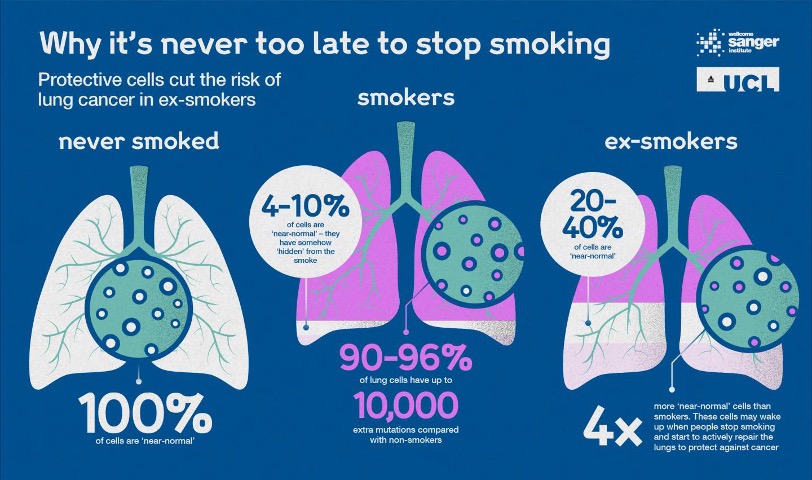 Why it's never too late to stop smoking
wellcome
sanger
institute
UCL
Protective cells cut the risk of
lung cancer in ex-smokers
never smoked
100%
of cells are 'near-normal'
smokers
4-10%
of cells are
'near-normal' – they
have somehow
'hidden' from the
smoke
90-96%
of lung cells have up to
10,000
extra mutations compared
with non-smokers
ex-smokers
20-
40%
of cells are
'near-normal'
4x
more 'near-normal' cells than
smokers. These cells may wake
up when people stop smoking
and start to actively repair the
lungs to protect against cancer